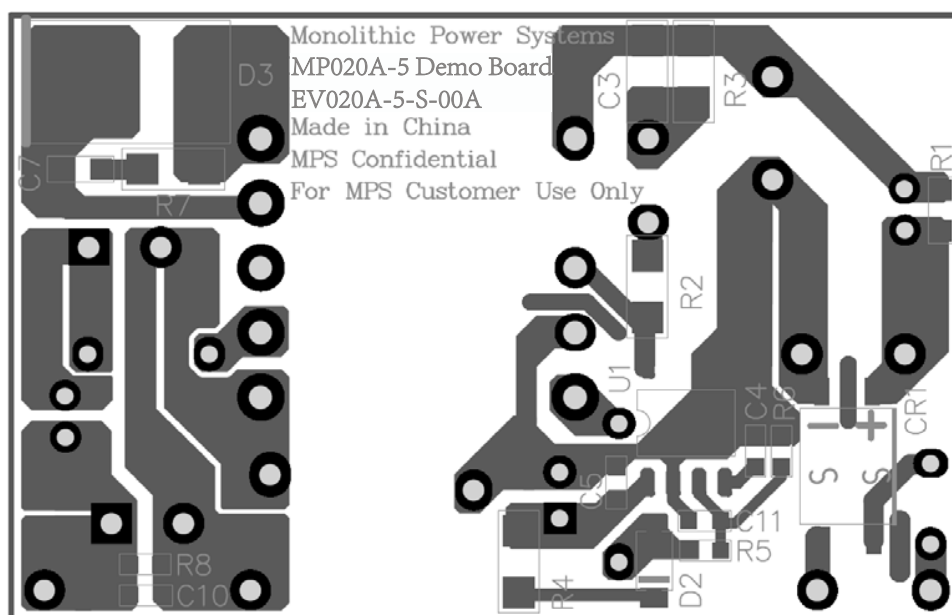 Monolithic Power Systems
MP020A-5 Demo Board
EV020A-5-S-00A
Made in China
MPS Confidential
For MPS Customer Use Only
D3
C3
R3
C7
R7
R1
R2
U1
C4
R6
CR1
S
S
C5
C11
R5
R8
C10
R4
D2